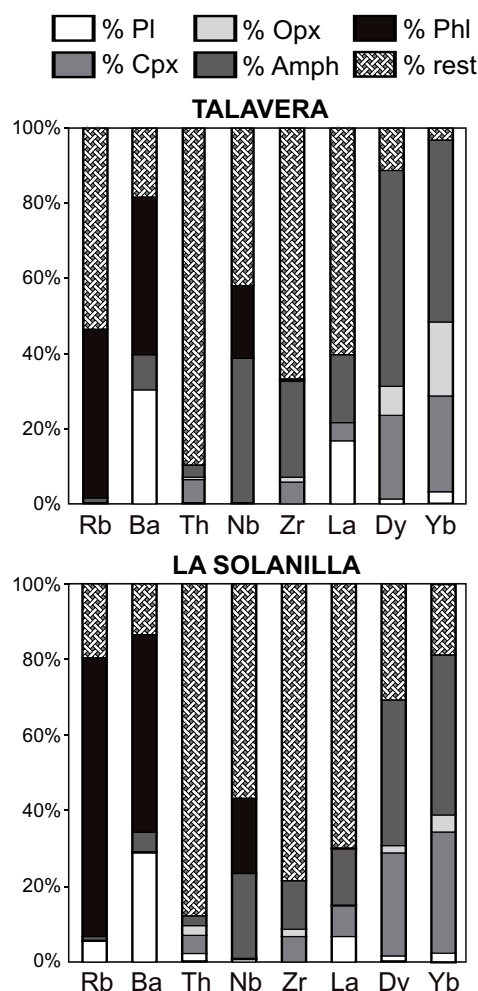 % Pl % Opx % Phl
% Cpx % Amph % rest
TALAVERA
100%
80%
60%
40%
20%
0%
Rb Ba Th Nb Zr La Dy Yb
LA SOLANILLA
100%
80%
60%
40%
20%
0%
Rb Ba Th Nb Zr La Dy Yb